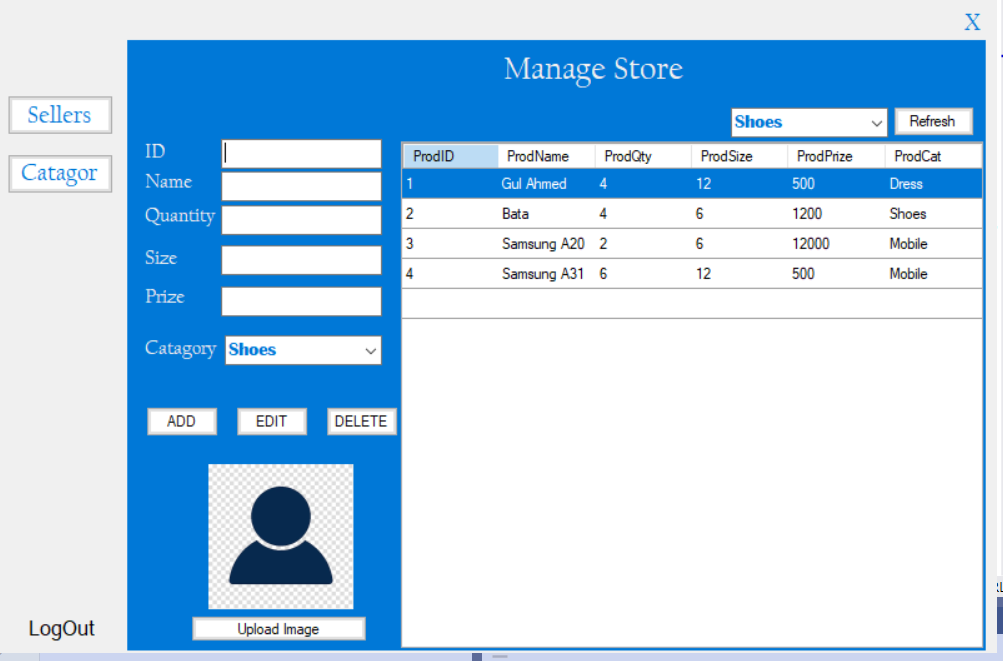 X
Manage Store
Sellers
Catagor
Shoes
Refresh
ID
Name
Quantity
Size
Prize
Catagory Shoes
ProdID ProdName ProdQty ProdSize ProdPrize ProdCat
1 Gul Ahmed 4 12 500 Dress
2 Bata 4 6 1200 Shoes
3 Samsung A20 2 6 12000 Mobile
4 Samsung A31 6 12 500 Mobile
ADD EDIT DELETE
Upload Image
LogOut